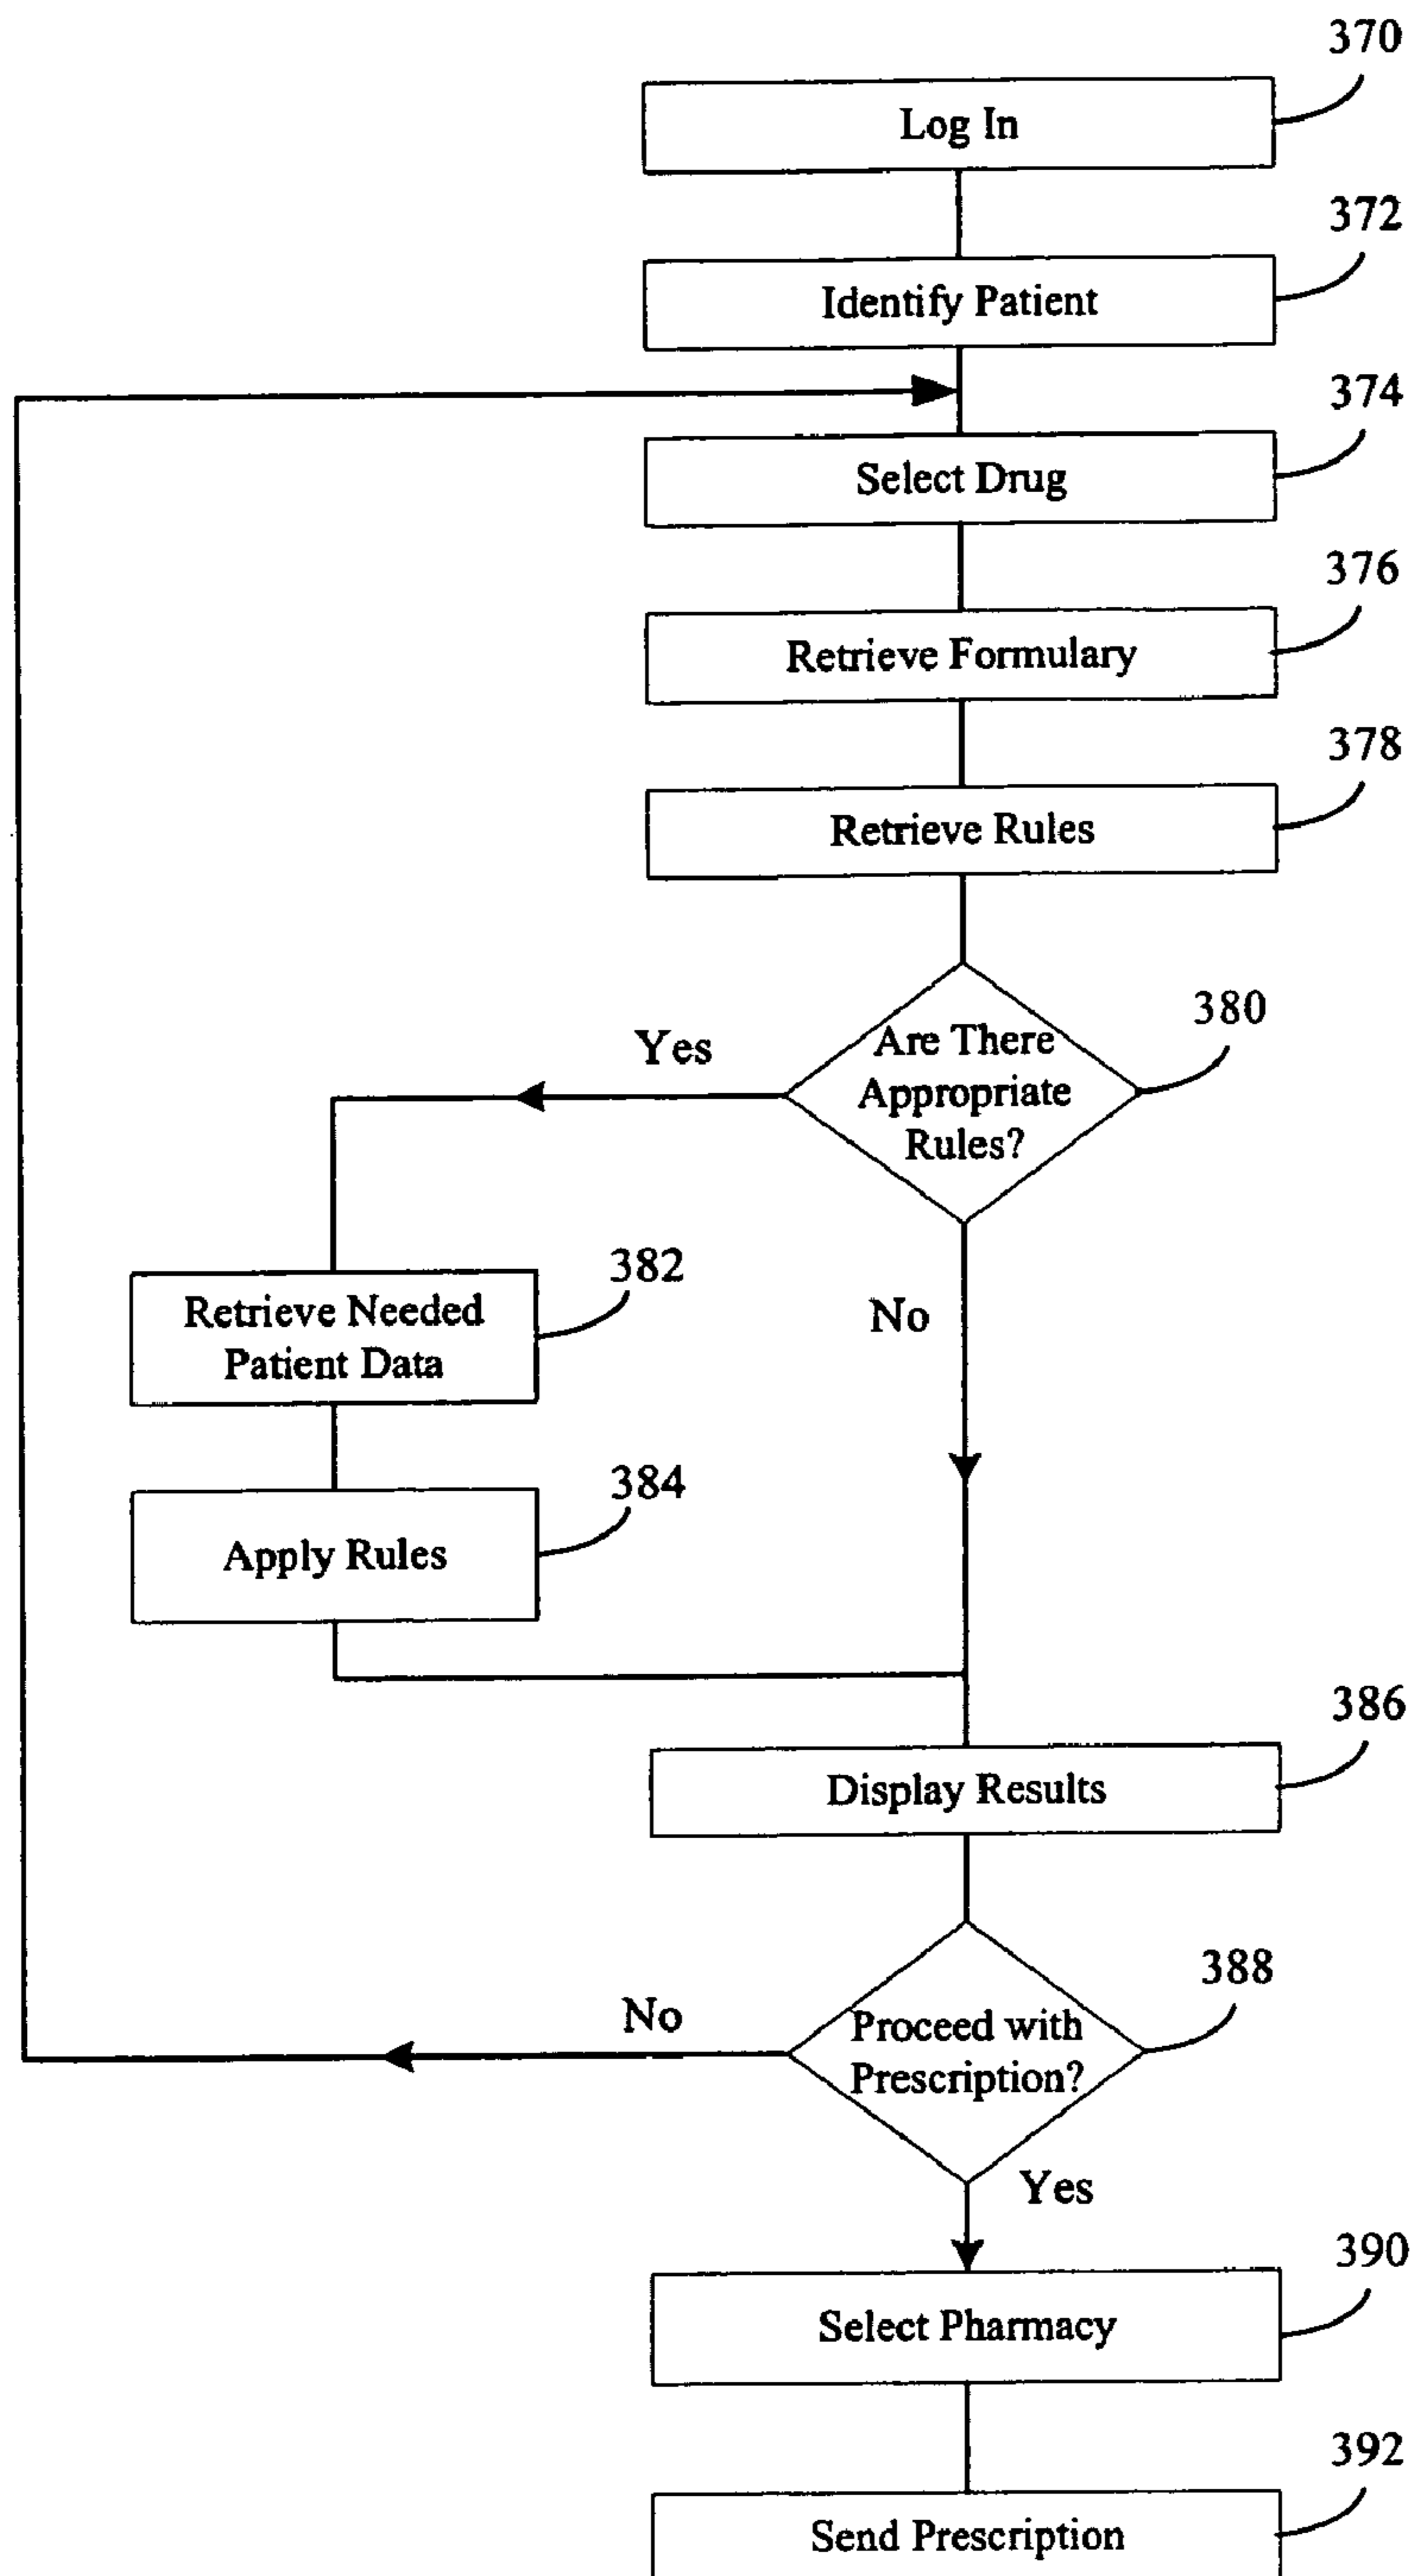 370
Log In
372
Identify Patient
374
Select Drug
376
Retrieve Formulary
378
Retrieve Rules
380
Are There
Appropriate
Rules?
Yes
No
382
Retrieve Needed
Patient Data
384
Apply Rules
386
Display Results
388
Proceed with
Prescription?
No
Yes
390
Select Pharmacy
392
Send Prescription